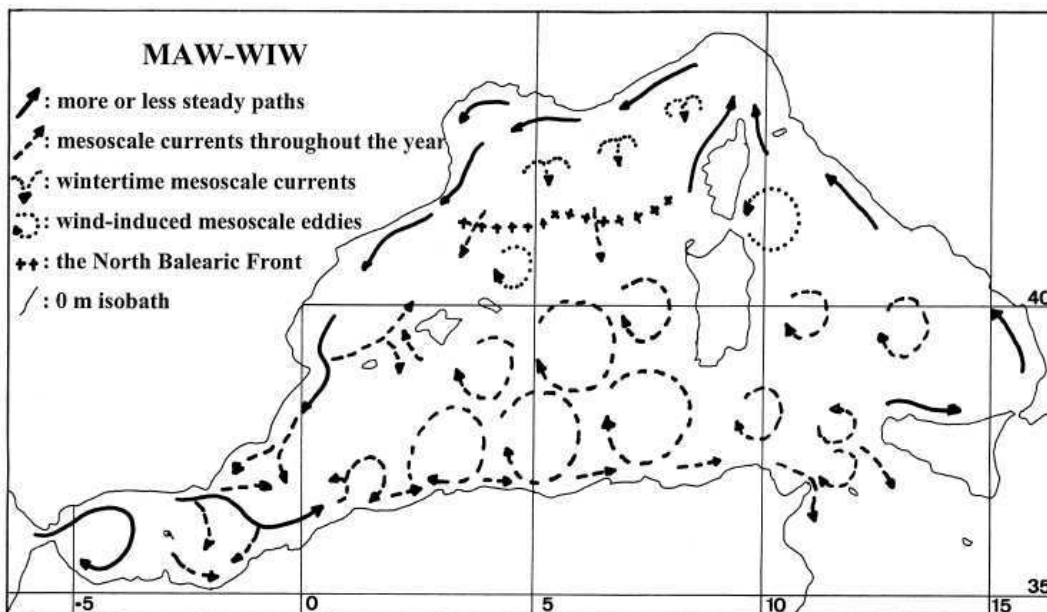 MAW-WIW
: more or less steady paths
: mesoscale currents throughout the year
: wintertime mesoscale currents
: wind-induced mesoscale eddies
: the North Balearic Front
: 0 m isobath
40
35
-5 0 5 10 15